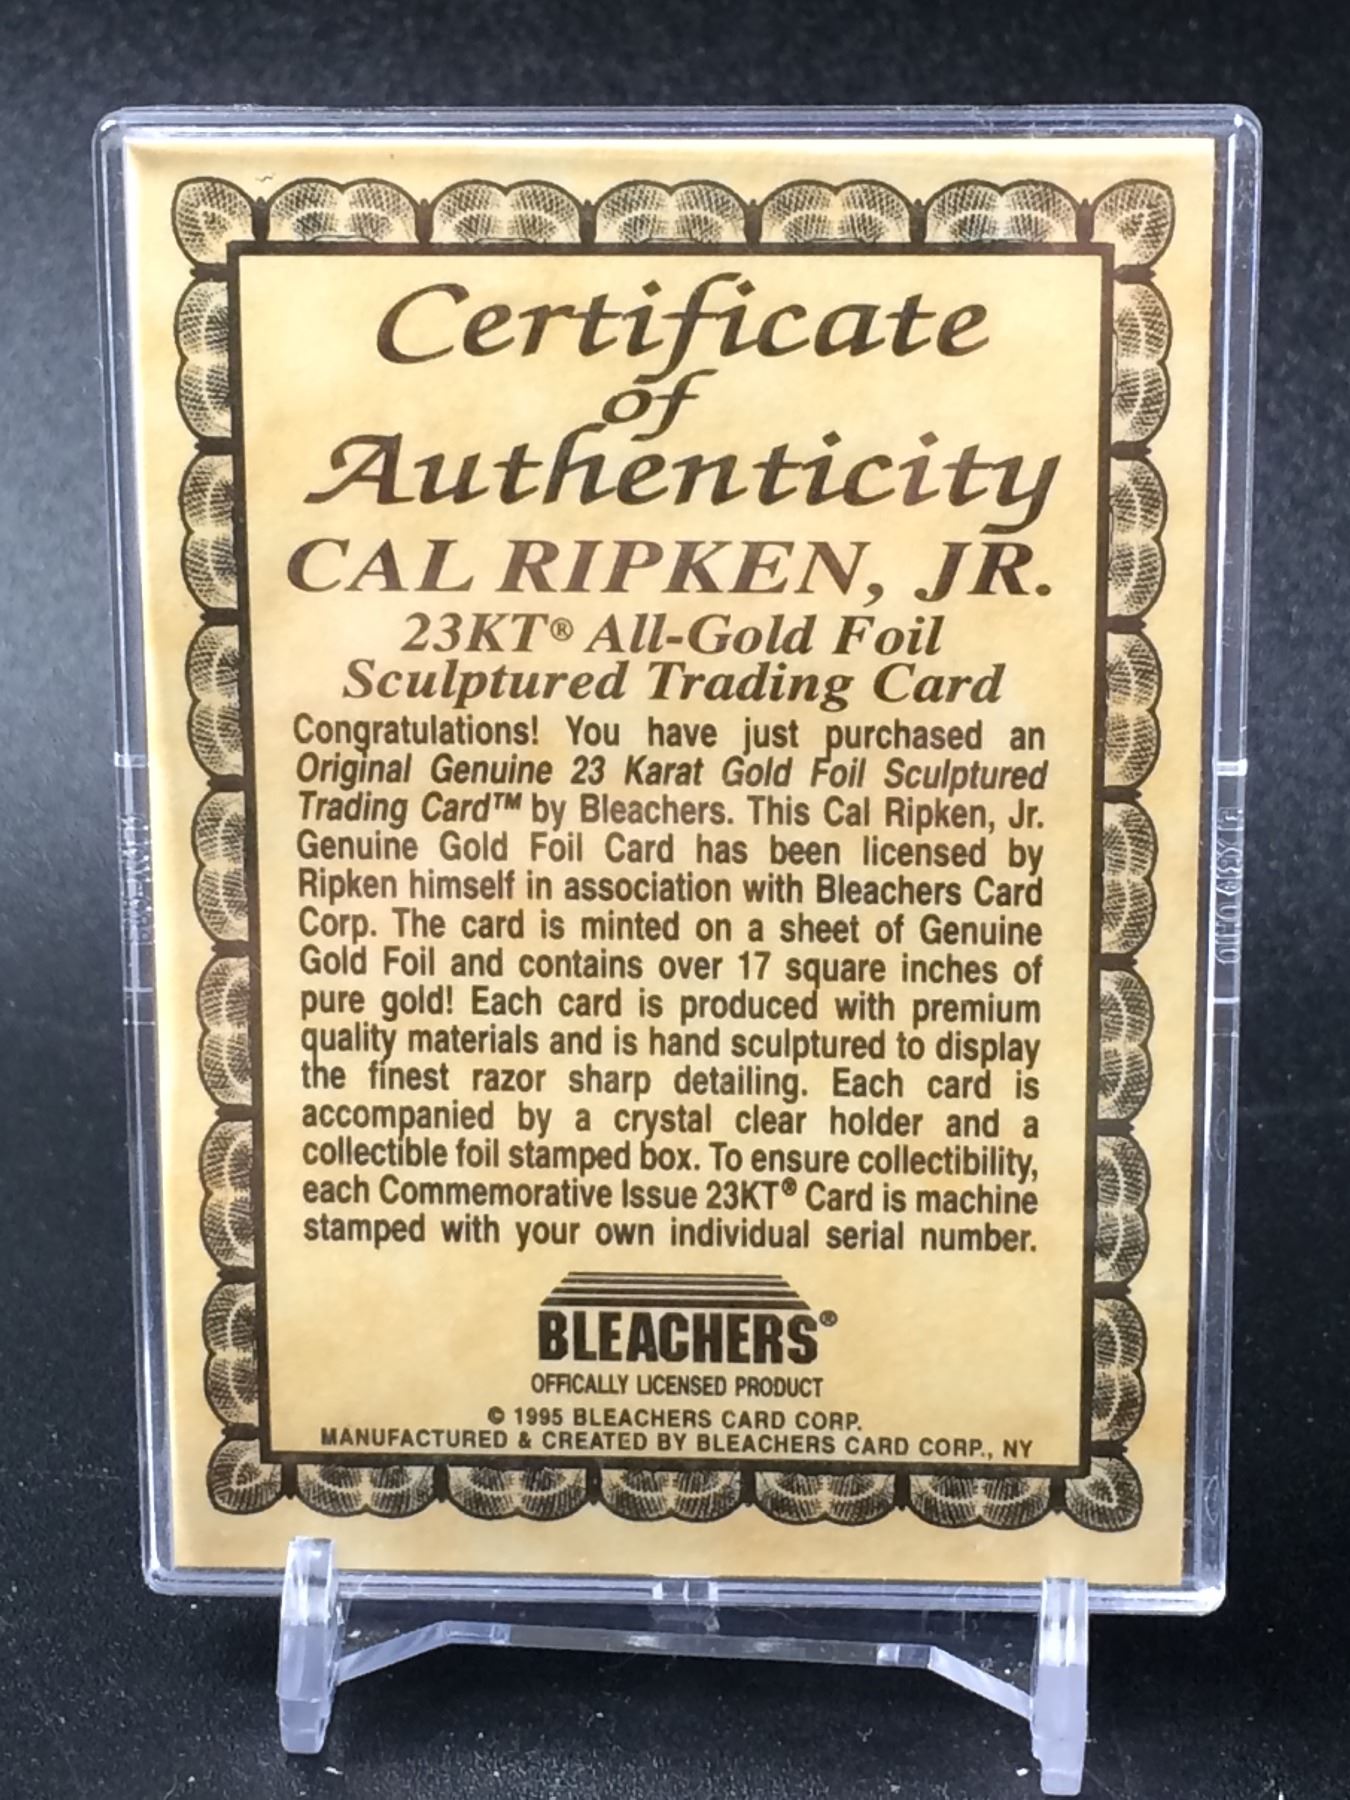 Certificate
of
Authenticity
CAL RIPKEN, JR.
23KT® All-Gold Foil
Sculptured Trading Card
Congratulations! You have just purchased an
Original Genuine 23 Karat Gold Foil Sculptured
Trading Card™ by Bleachers. This Cal Ripken, Jr.
Genuine Gold Foil Card has been licensed by
Ripken himself in association with Bleachers Card
Corp. The card is minted on a sheet of Genuine
Gold Foil and contains over 17 square inches of
pure gold! Each card is produced with premium
quality materials and is hand sculptured to display
the finest razor sharp detailing. Each card is
accompanied by a crystal clear holder and a
collectible foil stamped box. To ensure collectibility,
each Commemorative Issue 23KT® Card is machine
stamped with your own individual serial number.
BLEACHERS®
OFFICALLY LICENSED PRODUCT
© 1995 BLEACHERS CARD CORP.
MANUFACTURED & CREATED BY BLEACHERS CARD CORP., NY